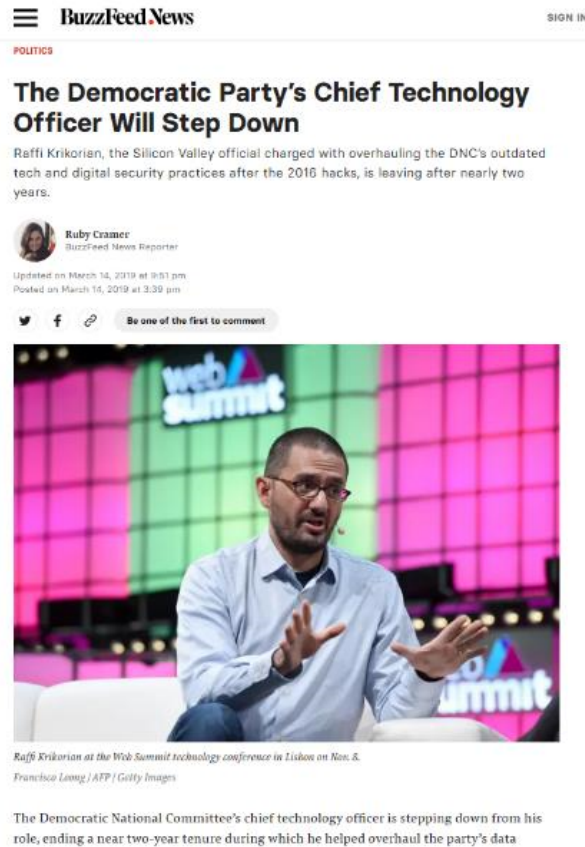 BuzzFeed News
SIGN IN
POLITICS
The Democratic Party's Chief Technology
Officer Will Step Down
Raffi Krikorian, the Silicon Valley official charged with overhauling the DNC's outdated
tech and digital security practices after the 2016 hacks, is leaving after nearly two
years.
Ruby Cramer
BuzzFeed News Reporter
Updated on March 14, 2019 at 9:51 pm
Posted on March 14, 2019 at 3:39 pm
Be one of the first to comment
web
summit
summit
Raffi Krikorian at the Web Summit technology conference in Lisbon on Nov. 8.
Francisco Leong / AFP / Getty Images
The Democratic National Committee's chief technology officer is stepping down from his
role, ending a near two-year tenure during which he helped overhaul the party's data